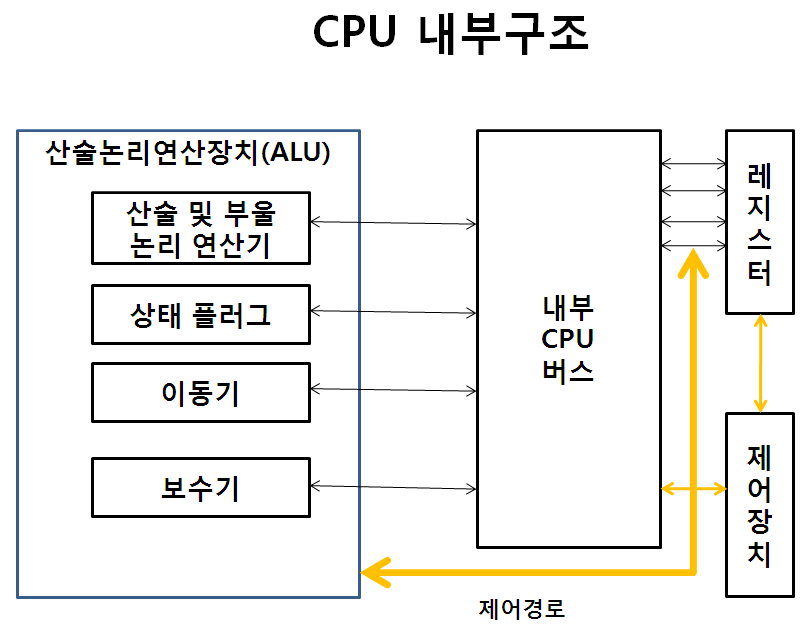 CPU 내부구조
산술논리연산장치(ALU)
산술 및 부울
논리 연산기
상태 플러그
이동기
보수기
내부
CPU
버스
레
지
스
터
제
어
장
치
제어경로